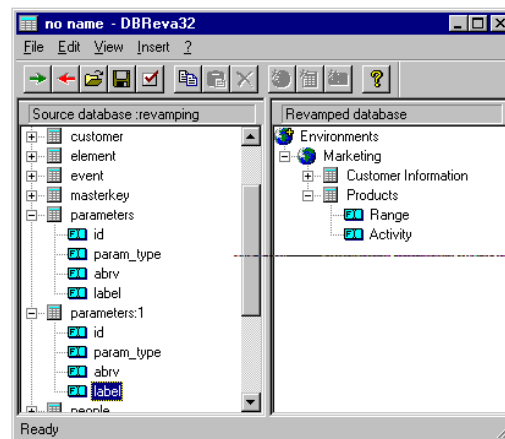 no name - DBReva32
File Edit View Insert ?
Source database :revamping
customer
element
event
masterkey
parameters
id
param_type
abrv
label
parameters:1
id
param_type
abrv
label
people
Revamped database
Environments
Marketing
Customer Information
Products
Range
Activity
Ready